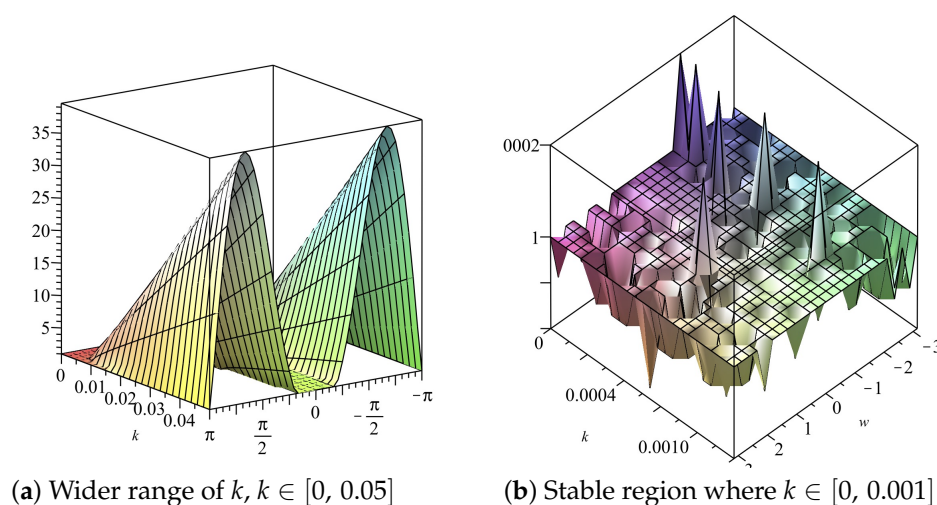 35
30
25
20
15
10
5
0
0.01
0.02
0.03
0.04
k
π
π/2
0
-π/2
-π
0002
1
0
0.0004
0.0010
k
2
1
0
-1
-2
-3
w
(a) Wider range of k, k ∈ [0, 0.05]
(b) Stable region where k ∈ [0, 0.001]